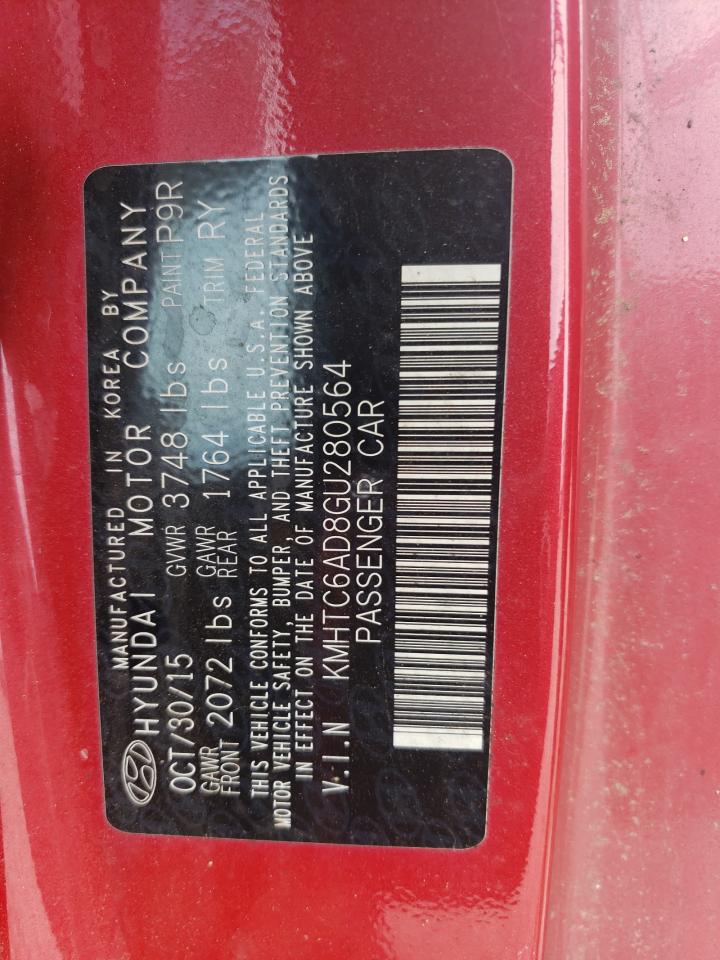 MANUFACTURED IN KOREA BY
HYUNDAI MOTOR COMPANY
OCT/30/15 GVWR 3748 lbs PAINT P9R
GAWR FRONT 2072 lbs GAWR REAR 1764 lbs TRIM RY
THIS VEHICLE CONFORMS TO ALL APPLICABLE U.S.A. FEDERAL
MOTOR VEHICLE SAFETY, BUMPER, AND THEFT PREVENTION STANDARDS
IN EFFECT ON THE DATE OF MANUFACTURE SHOWN ABOVE
V.I.N KMHTC6AD8GU280564
PASSENGER CAR